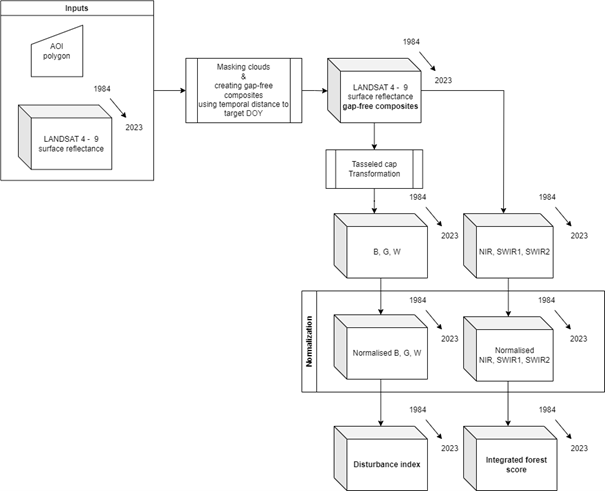 Inputs
AOI
polygon
1984
2023
LANDSAT 4 - 9
surface reflectance
Masking clouds
&
creating gap-free
composites
using temporal distance to
target DOY
1984
2023
LANDSAT 4 - 9
surface reflectance
gap-free composites
Tasseled cap
Transformation
1984
2023
B, G, W
1984
2023
NIR, SWIR1, SWIR2
Normalization
1984
2023
Normalised B, G, W
1984
2023
Normalised
NIR, SWIR1, SWIR2
1984
2023
Disturbance index
1984
2023
Integrated forest
score